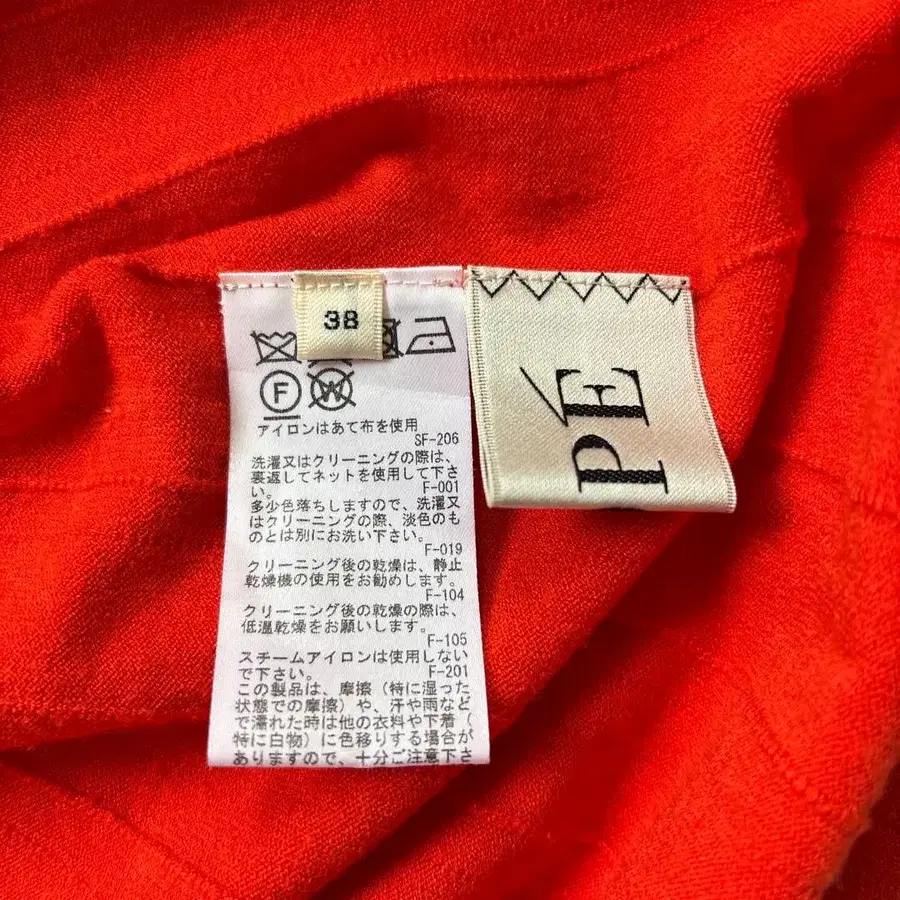 38
F W
アイロンはあて布を使用
SF-206
洗濯又はクリーニングの際は、
裏返してネットを使用して下さ
い。
F-001
多少色落ちしますので、洗濯又
はクリーニングの際、淡色のも
のとは別にお洗い下さい。
F-019
クリーニング後の乾燥は、静止
乾燥機の使用をお勧めします。
F-104
クリーニング後の乾燥の際は、
低温乾燥をお願いします。
F-105
スチームアイロンは使用しない
で下さい。
F-201
この製品は、摩擦（特に湿った
状態での摩擦）や、汗や雨など
で濡れた時は他の衣料や下着（
特に白物）に色移りする場合が
ありますので、十分ご注意下さ
PÉ